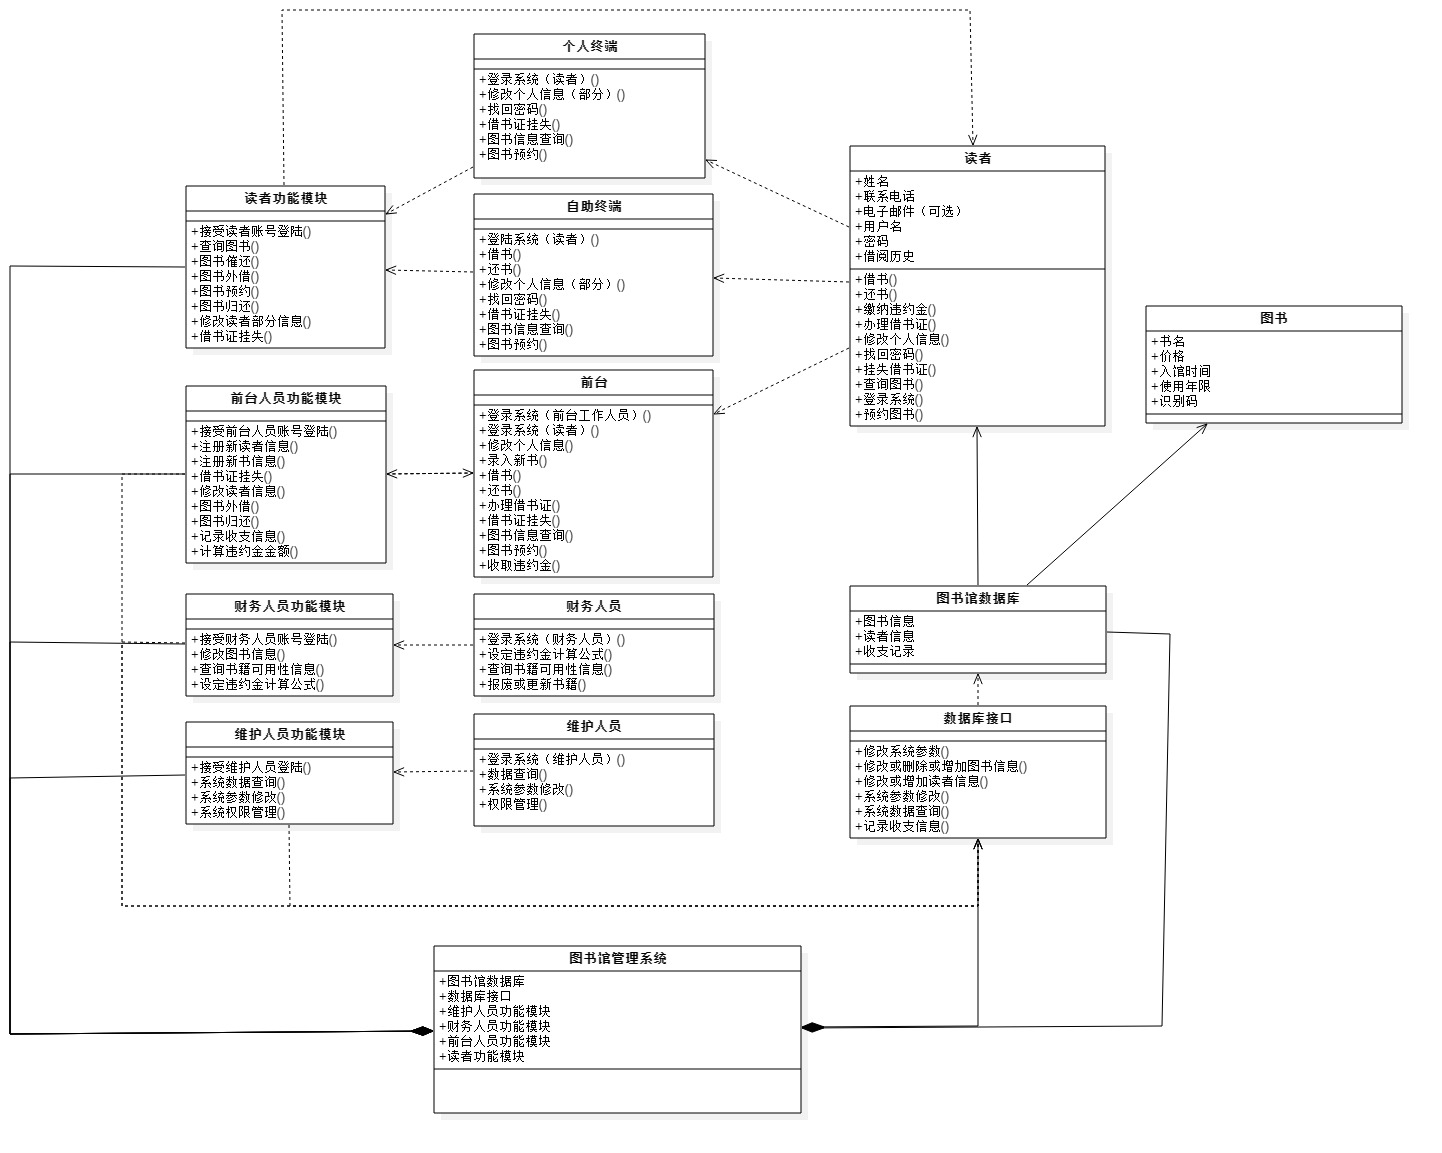 个人终端
+登录系统（读者）()
+修改个人信息（部分）()
+找回密码()
+借书证挂失()
+图书信息查询()
+图书预约()
读者
+姓名
+联系电话
+电子邮件（可选）
+用户名
+密码
+借阅历史
+借书()
+还书()
+缴纳违约金()
+办理借书证()
+修改个人信息()
+找回密码()
+挂失借书证()
+查询图书()
+登录系统()
+预约图书()
读者功能模块
+接受读者账号登陆()
+查询图书()
+图书催还()
+图书外借()
+图书预约()
+图书归还()
+修改读者部分信息()
+借书证挂失()
自助终端
+登陆系统（读者）()
+借书()
+还书()
+修改个人信息（部分）()
+找回密码()
+借书证挂失()
+图书信息查询()
+图书预约()
图书
+书名
+价格
+入馆时间
+使用年限
+识别码
前台人员功能模块
+接受前台人员账号登陆()
+注册新读者信息()
+注册新书信息()
+借书证挂失()
+修改读者信息()
+图书外借()
+图书归还()
+记录收支信息()
+计算违约金金额()
前台
+登录系统（前台工作人员）()
+登录系统（读者）()
+修改个人信息()
+录入新书()
+借书()
+还书()
+办理借书证()
+借书证挂失()
+图书信息查询()
+图书预约()
+收取违约金()
财务人员功能模块
+接受财务人员账号登陆()
+修改图书信息()
+查询书籍可用性信息()
+设定违约金计算公式()
财务人员
+登录系统（财务人员）()
+设定违约金计算公式()
+查询书籍可用性信息()
+报废或更新书籍()
图书馆数据库
+图书信息
+读者信息
+收支记录
维护人员功能模块
+接受维护人员登陆()
+系统数据查询()
+系统参数修改()
+系统权限管理()
维护人员
+登录系统（维护人员）()
+数据查询()
+系统参数修改()
+权限管理()
数据库接口
+修改系统参数()
+修改或删除或增加图书信息()
+修改或增加读者信息()
+系统参数修改()
+系统数据查询()
+记录收支信息()
图书馆管理系统
+图书馆数据库
+数据库接口
+维护人员功能模块
+财务人员功能模块
+前台人员功能模块
+读者功能模块